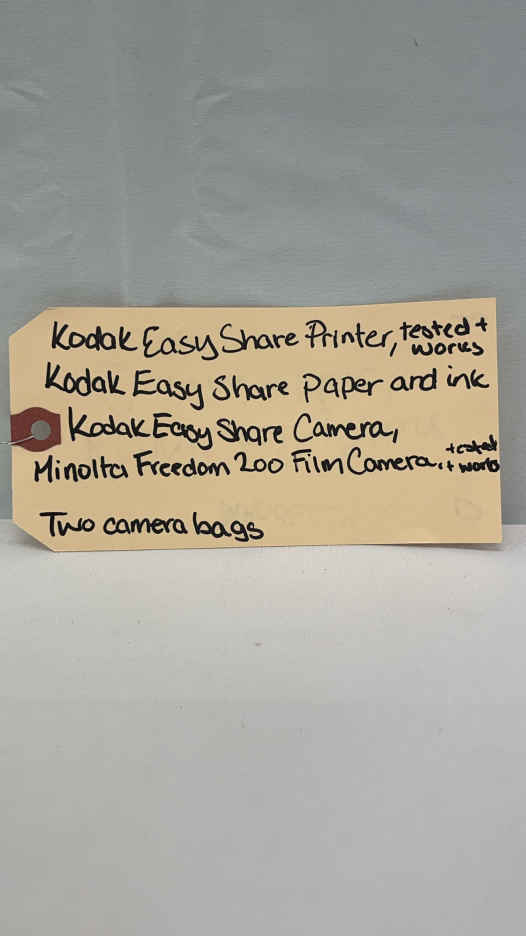 Kodak Easy Share Printer, tested +
works
Kodak Easy Share paper and ink
Kodak Easy Share Camera,
Minolta Freedom 200 Film Camera, tested
+ works
Two camera bags